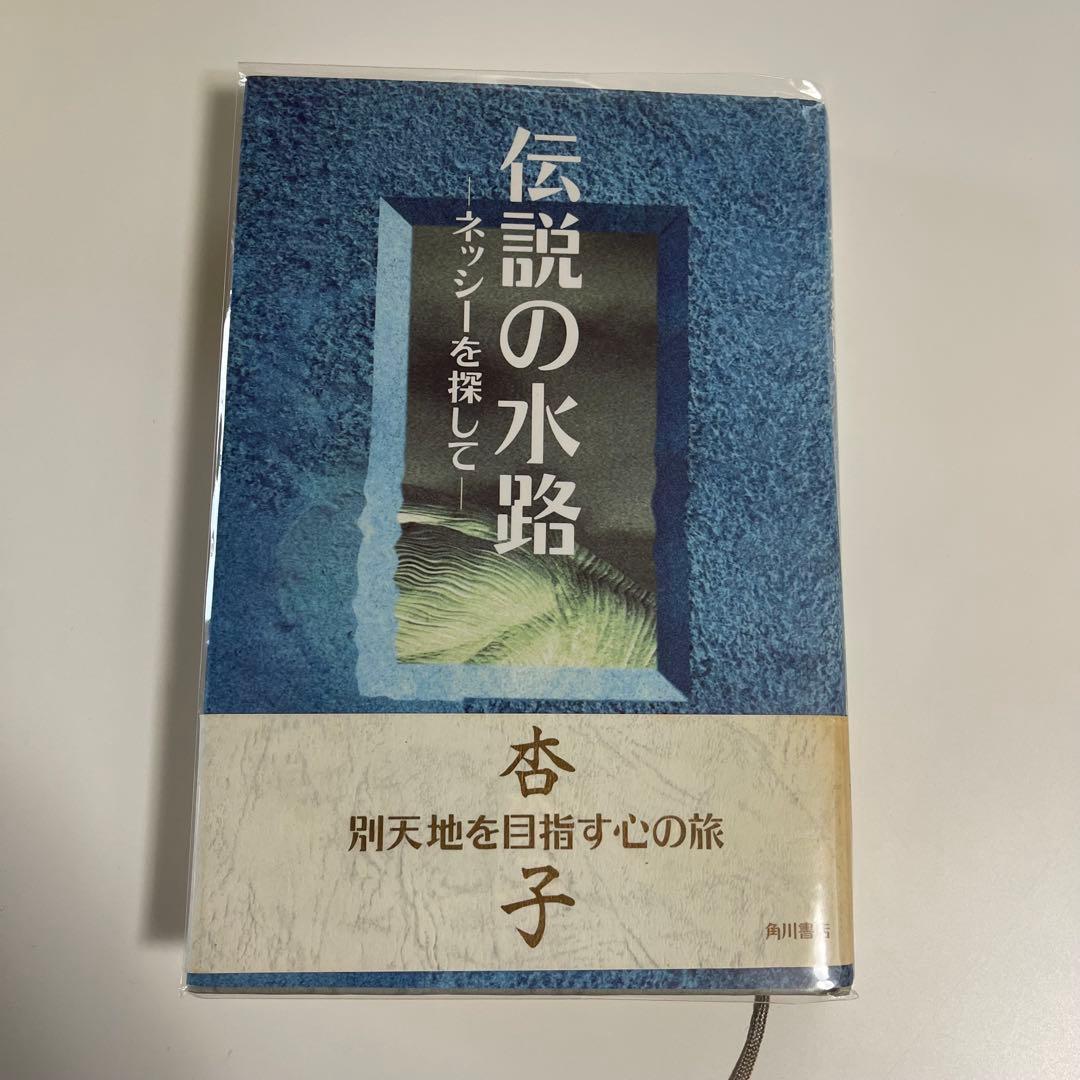 伝説の水路
―ネッシーを探して―
杏子
別天地を目指す心の旅
角川書店